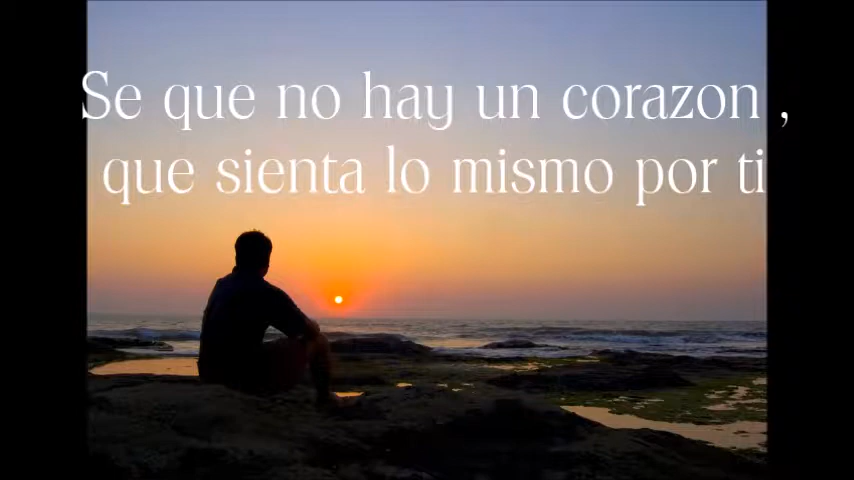 Se que no hay un corazon ,
que sienta lo mismo por ti